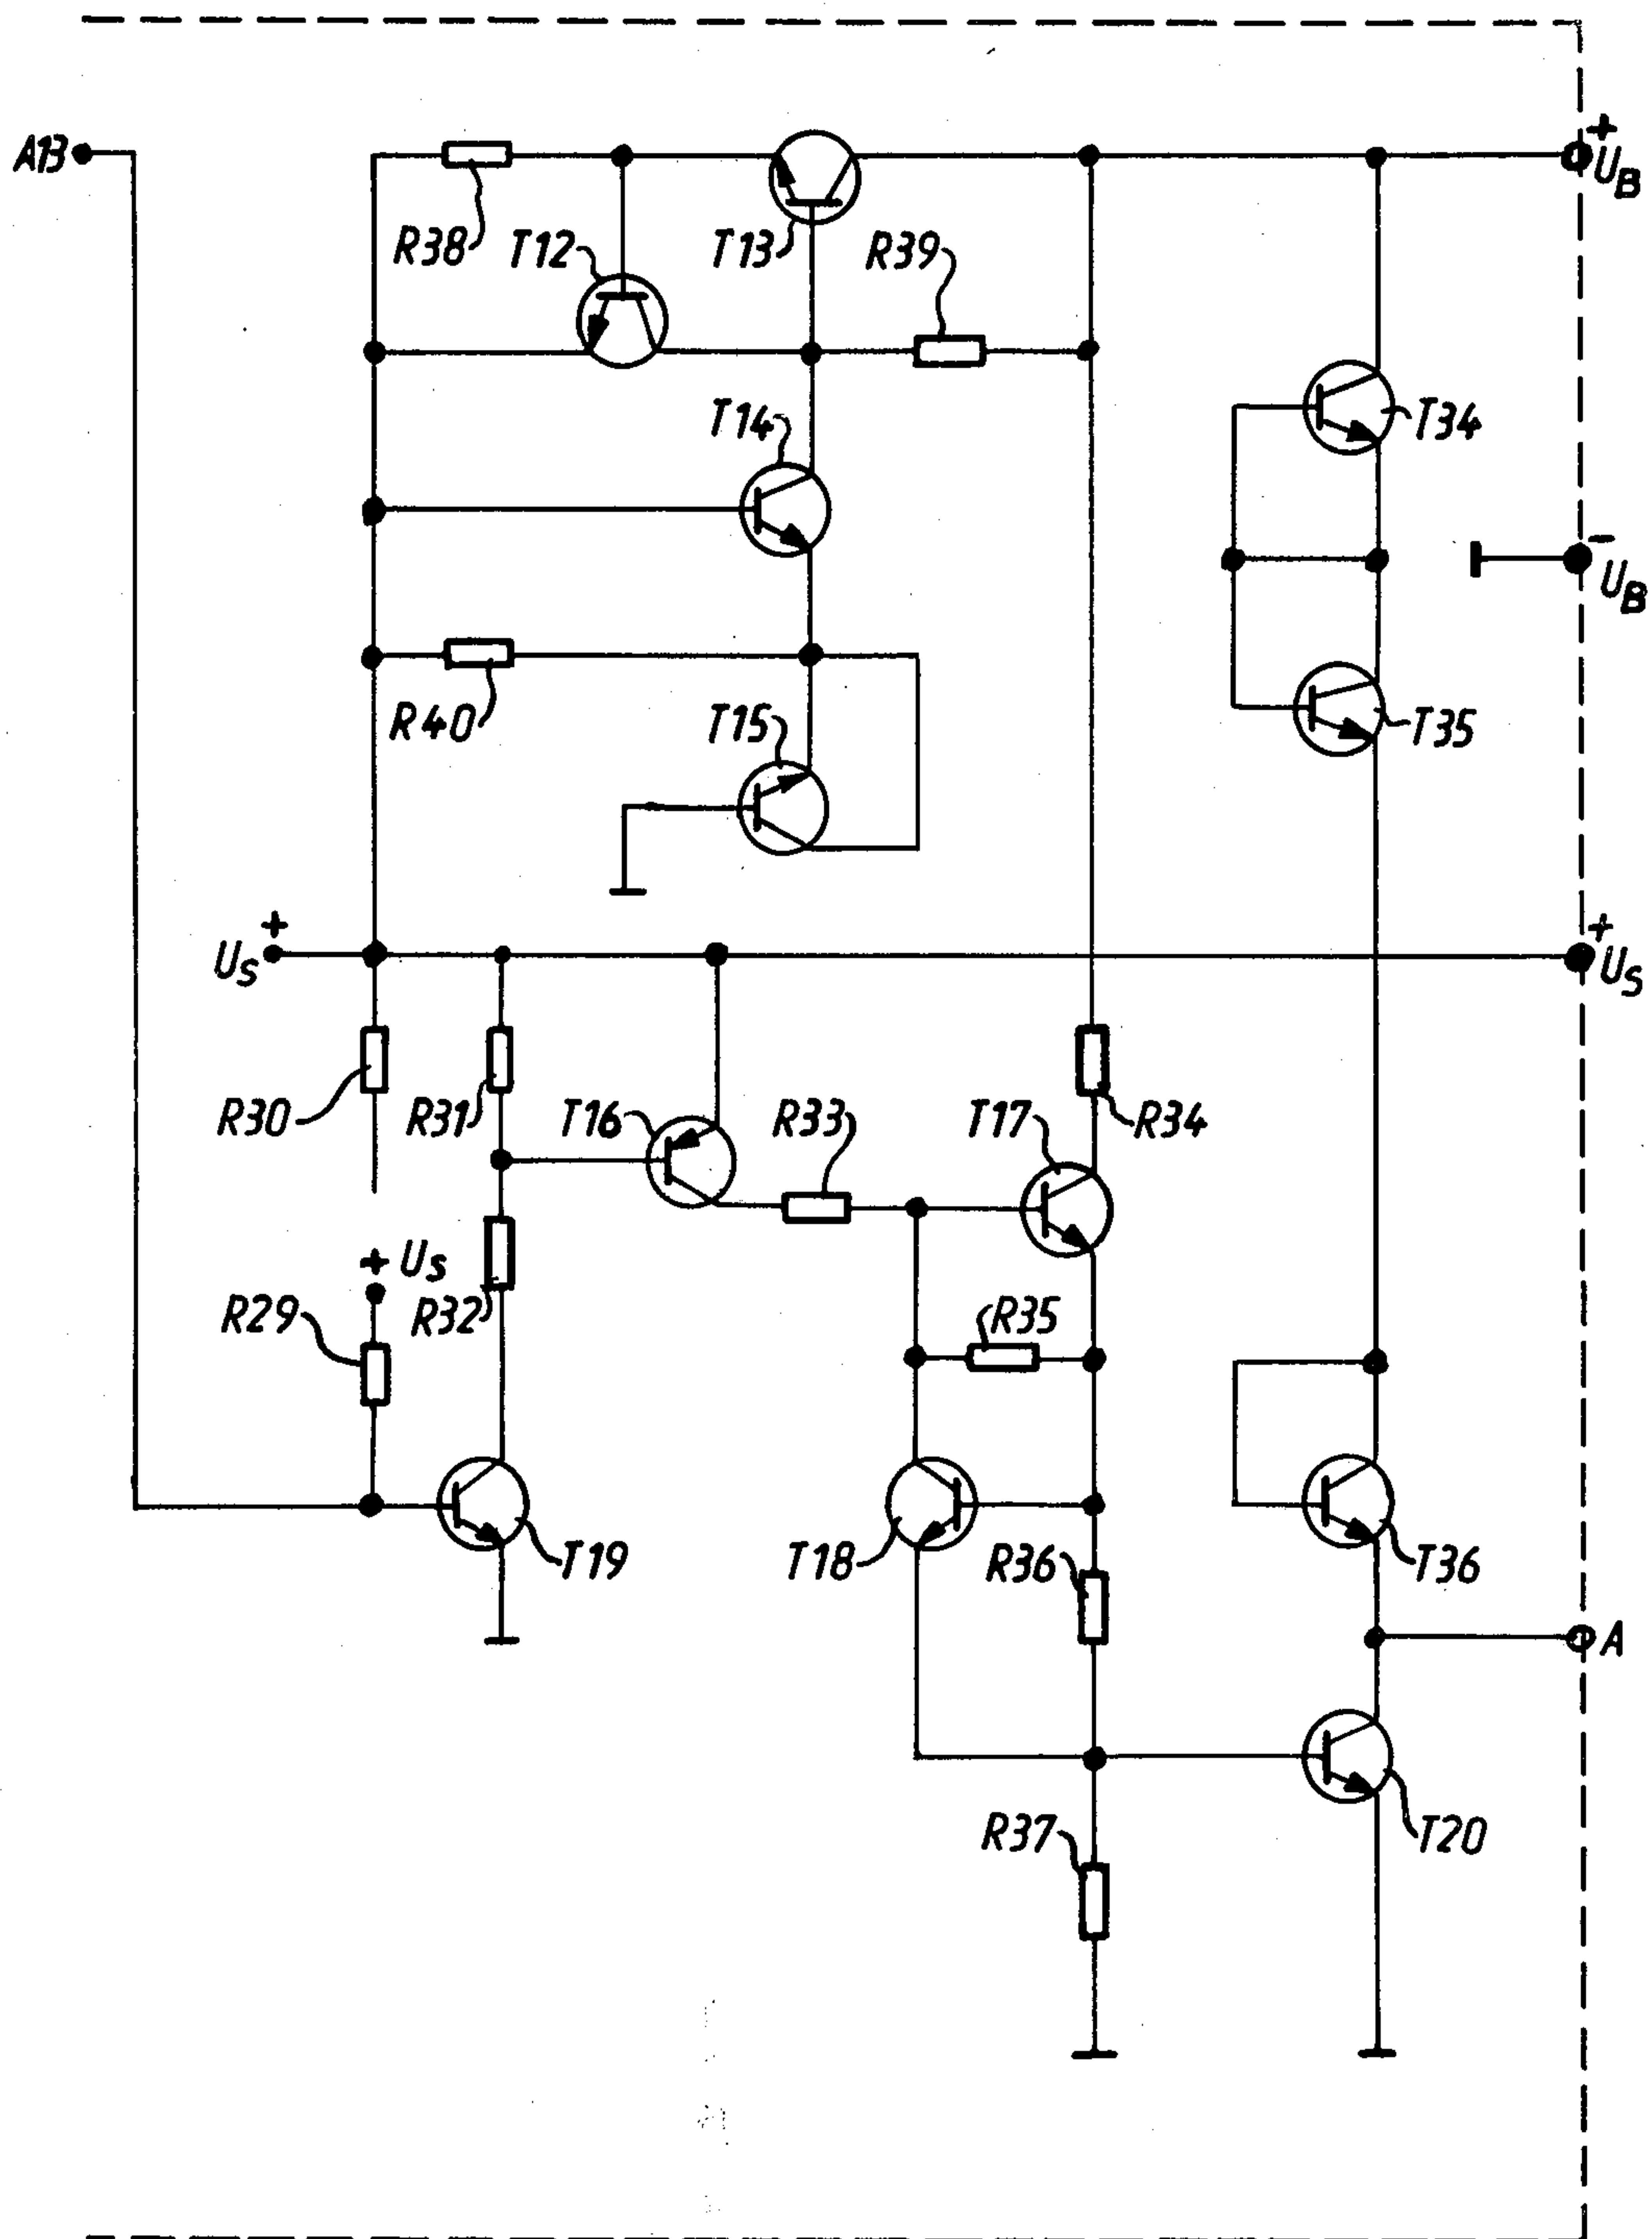 A13
+
U_B
R38
T12
T13
R39
T14
T34
-
U_B
R40
T15
T35
+
U_S
+
U_S
R30
R31
T16
R33
T17
R34
+ U_S
R29
R32
R35
T19
T18
R36
T36
A
R37
T20